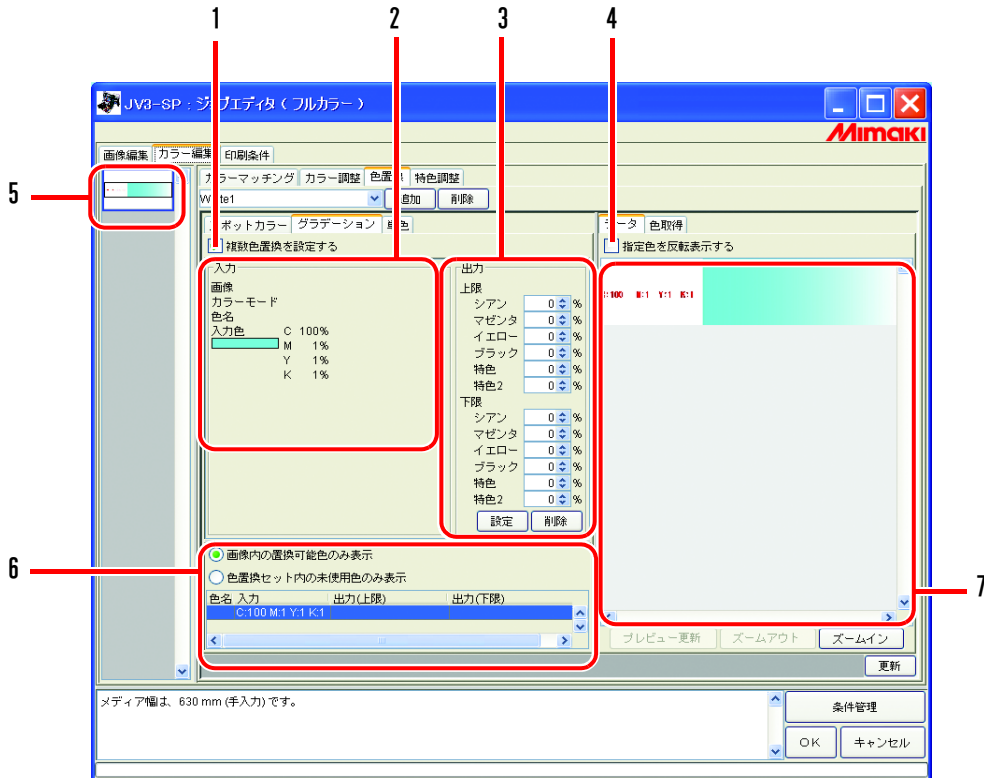 1
2
3
4
JV3-SP : ジョブエディタ ( フルカラー )
Mimaki
画像編集 カラー編集 印刷条件
カラーマッチング カラー調整 色置換 特色調整
5
追加 削除
スポットカラー グラデーション 単色
データ 色取得
複数色置換を設定する
指定色を反転表示する
入力
画像
カラーモード
色名
入力色
C 100%
M 1%
Y 1%
K 1%
出力
上限
シアン 0 %
マゼンタ 0 %
イエロー 0 %
ブラック 0 %
特色 0 %
特色2 0 %
下限
シアン 0 %
マゼンタ 0 %
イエロー 0 %
ブラック 0 %
特色 0 %
特色2 0 %
設定 削除
C:100 M:1 Y:1 K:1
6
画像内の置換可能色のみ表示
色置換セット内の未使用色のみ表示
色名 入力 出力(上限) 出力(下限)
C:100 M:1 Y:1 K:1
7
プレビュー更新 ズームアウト ズームイン
更新
メディア幅は、630 mm (手入力) です。
条件管理
OK キャンセル